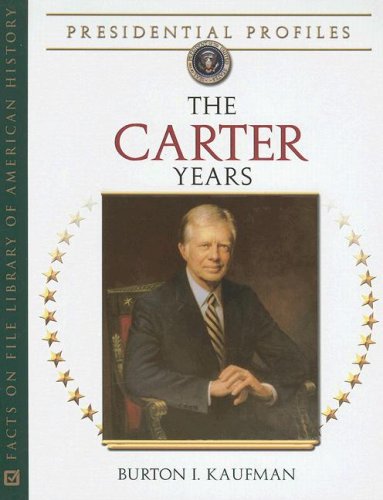 PRESIDENTIAL PROFILES
THE
CARTER
YEARS
BURTON I. KAUFMAN
FACTS ON FILE LIBRARY OF AMERICAN HISTORY